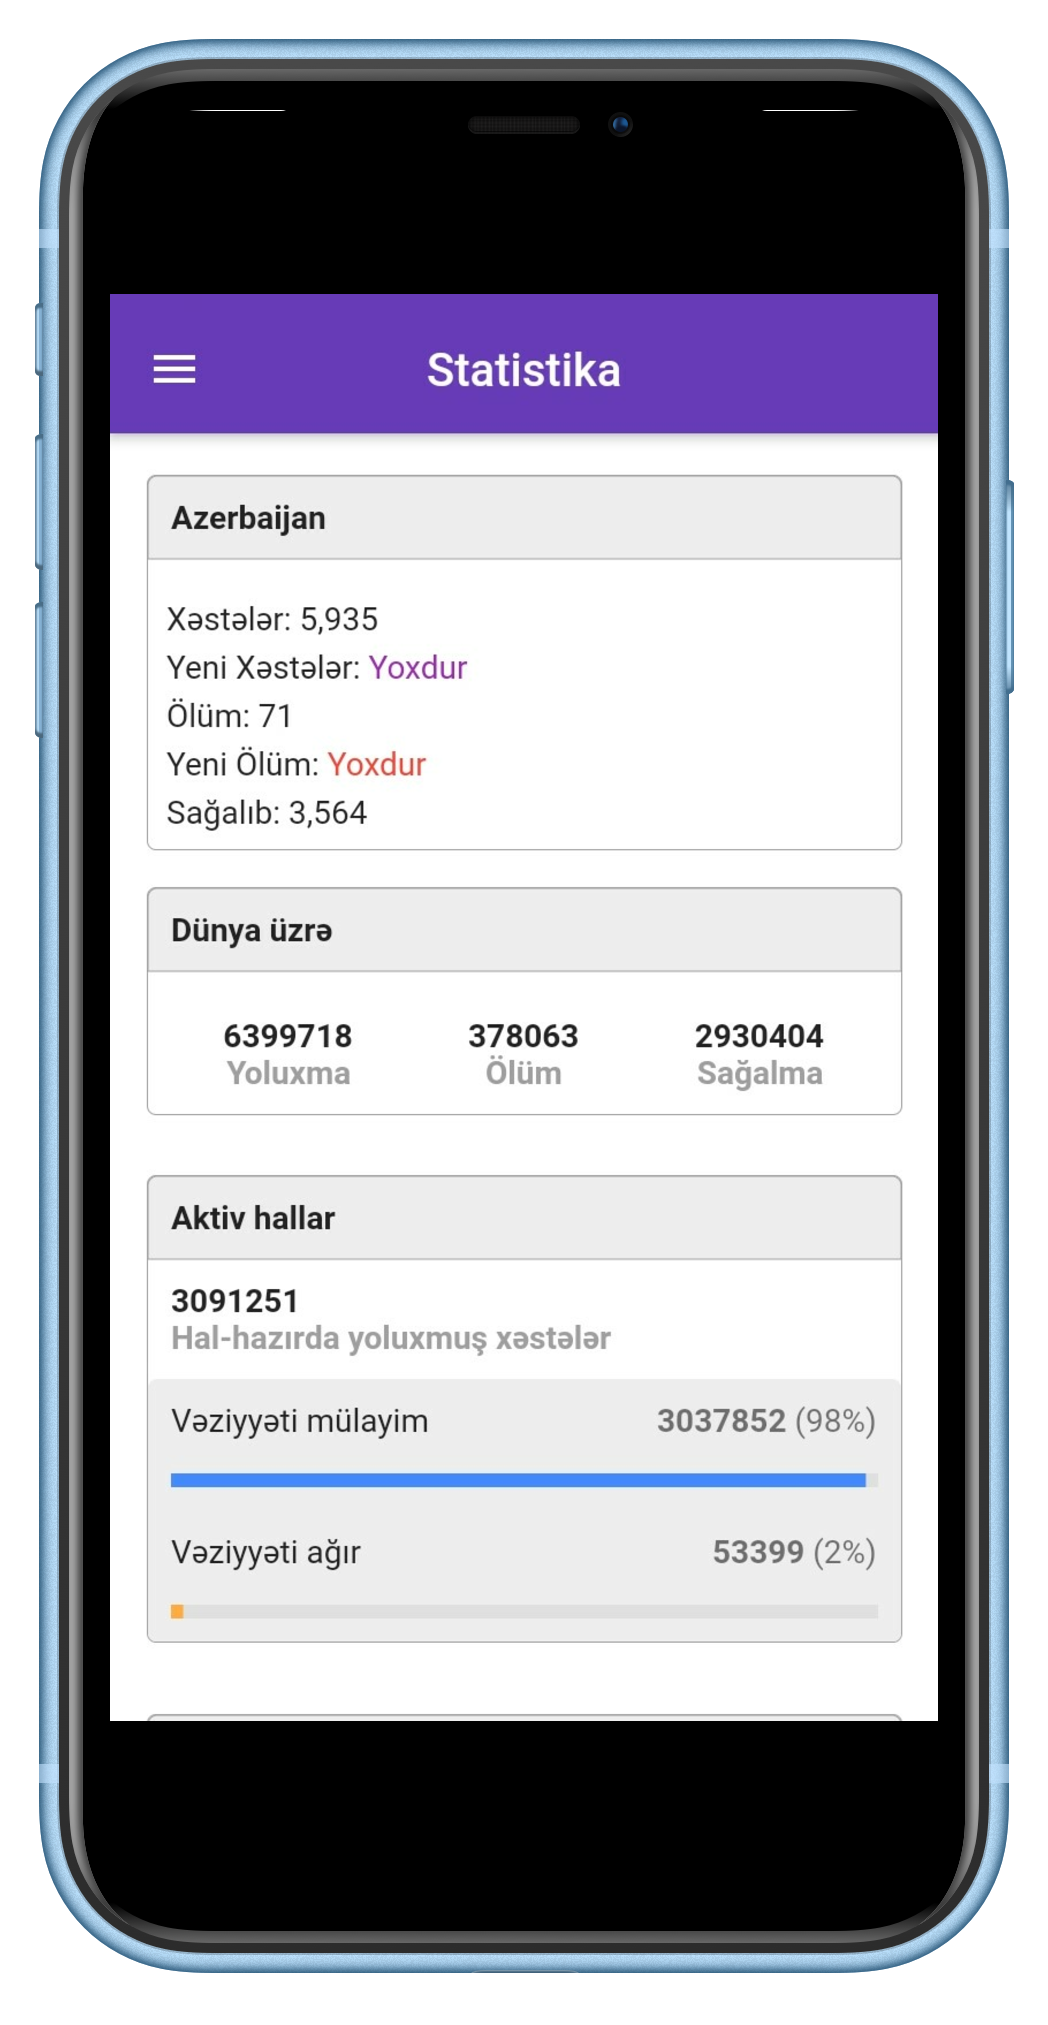 Statistika
Azerbaijan
Xəstələr: 5,935
Yeni Xəstələr: Yoxdur
Ölüm: 71
Yeni Ölüm: Yoxdur
Sağalıb: 3,564
Dünya üzrə
6399718 378063 2930404
Yoluxma Ölüm Sağalma
Aktiv hallar
3091251
Hal-hazırda yoluxmuş xəstələr
Vəziyyəti mülayim 3037852 (98%)
Vəziyyəti ağır 53399 (2%)